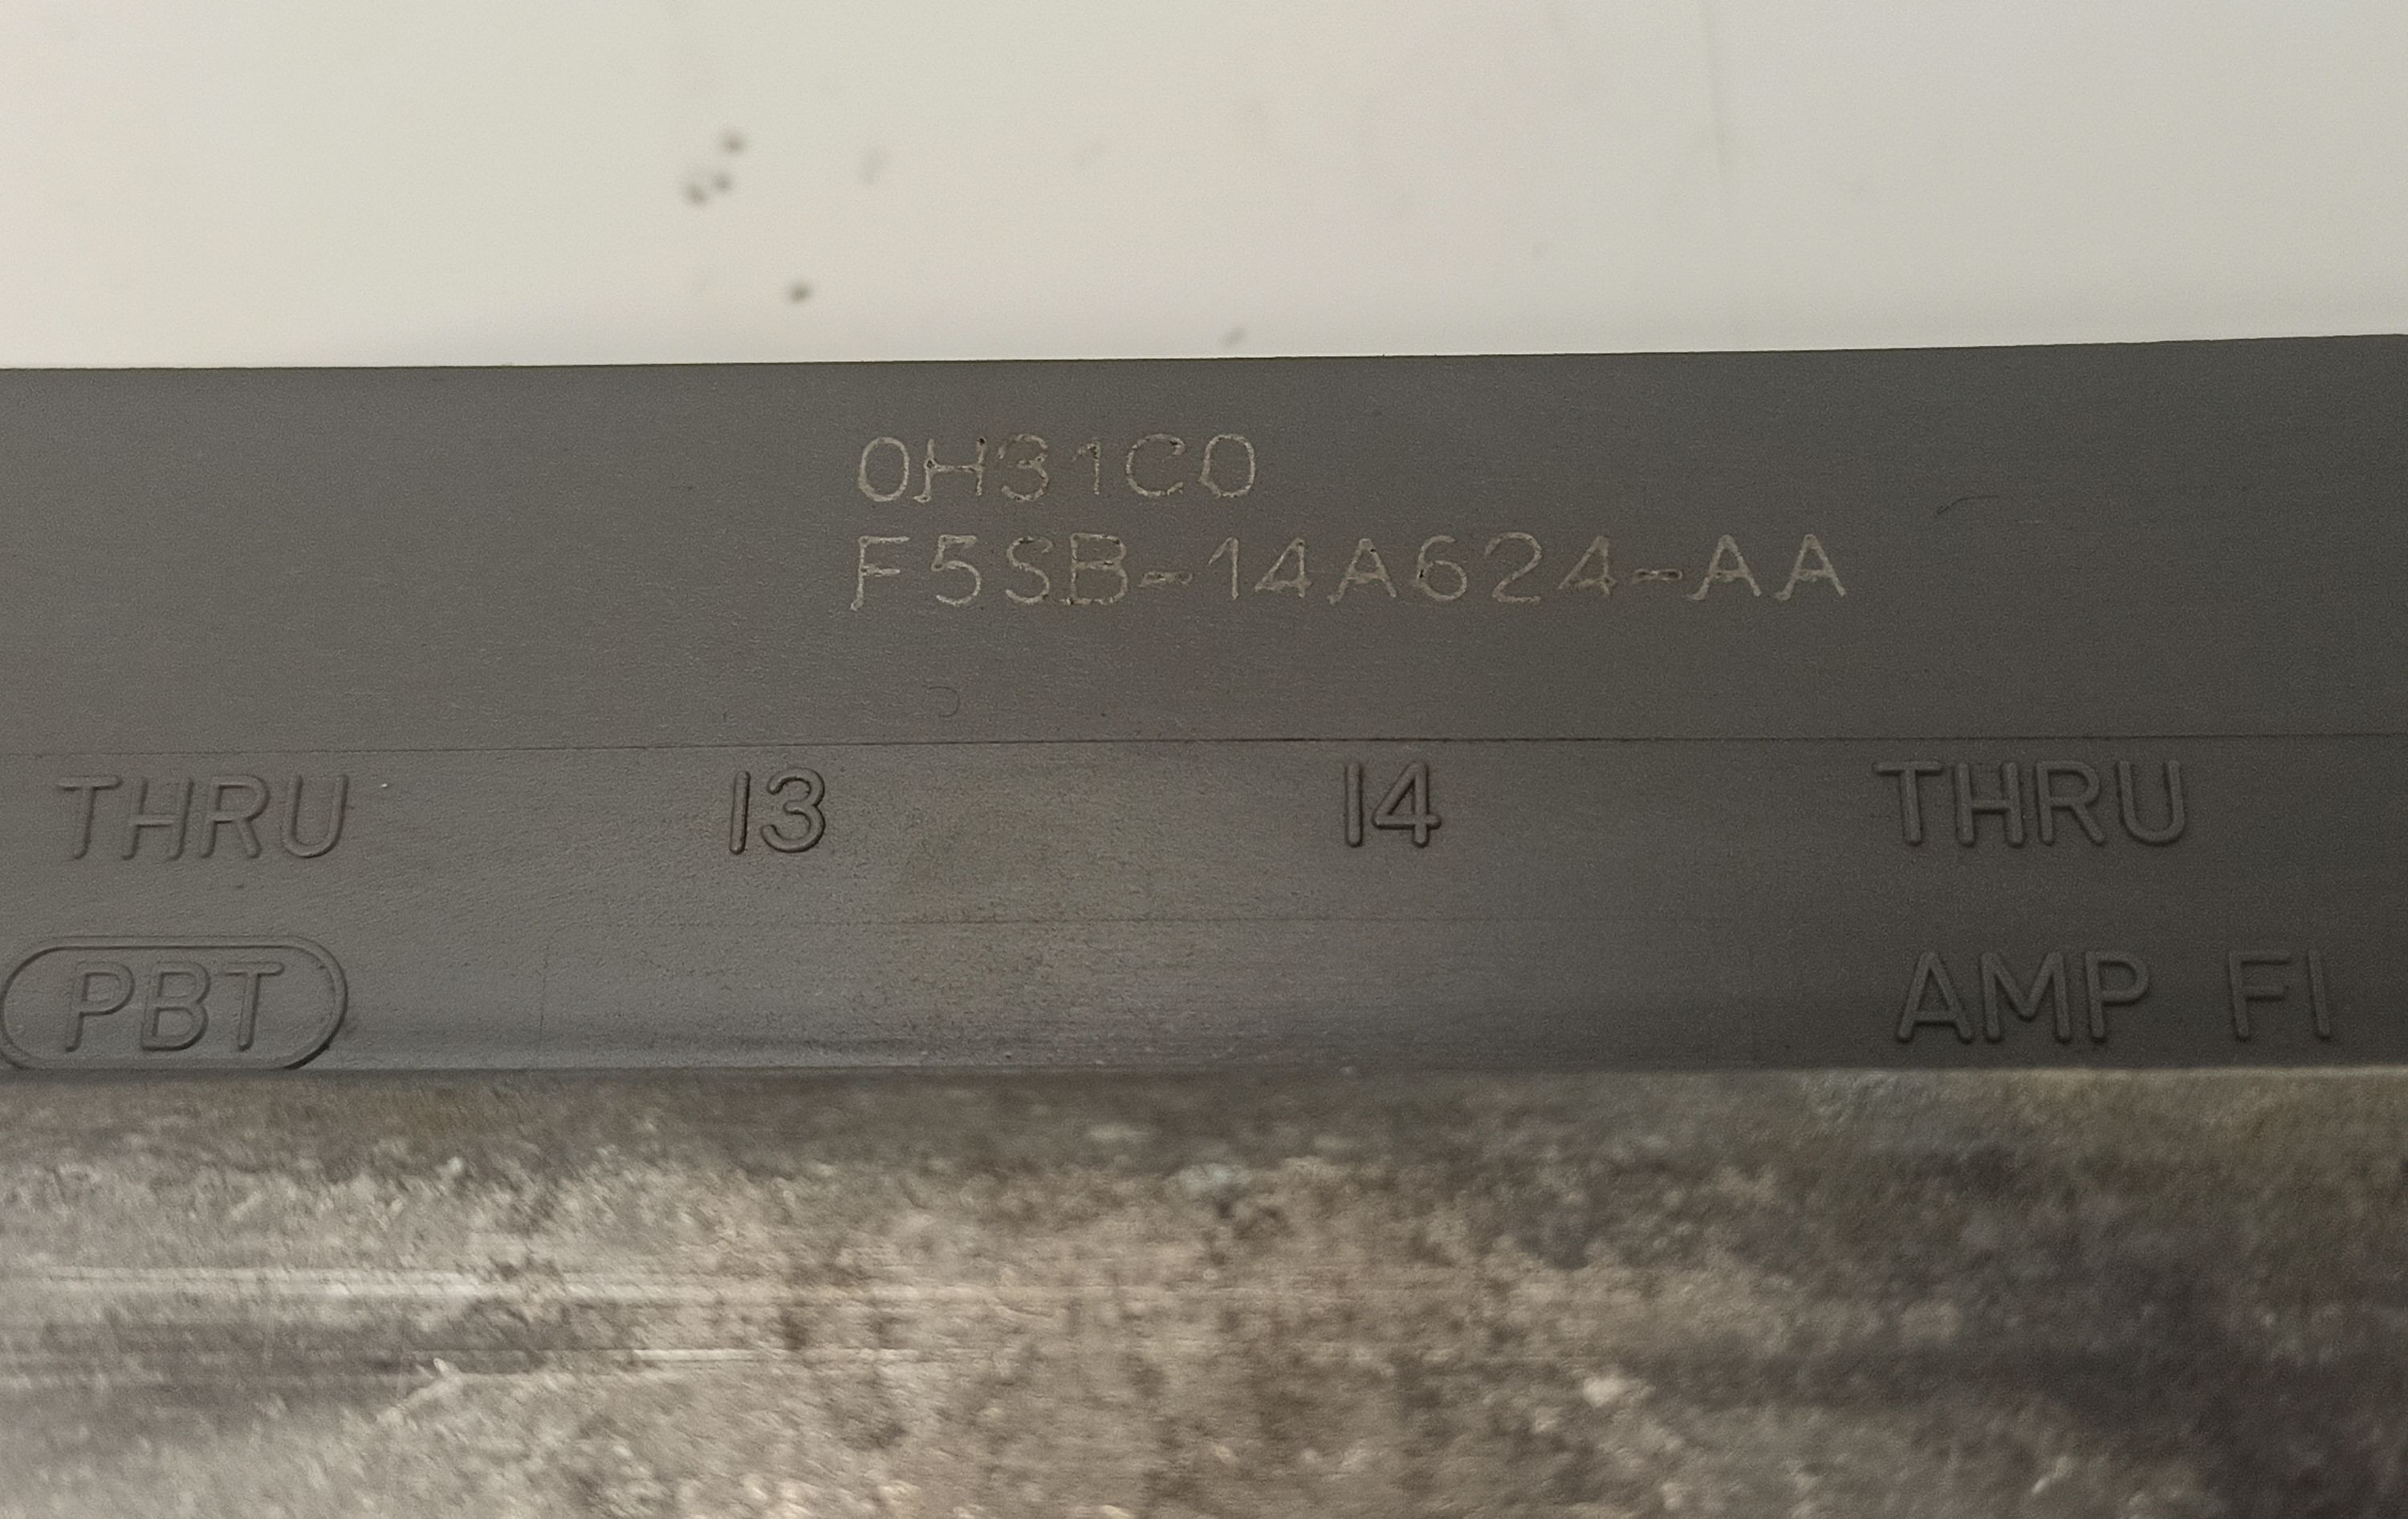 0H31C0
F5SB-14A624-AA
THRU 13 14 THRU
PBT AMP FI